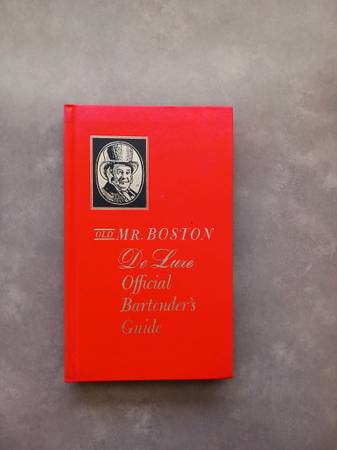 OLD MR. BOSTON
De Luxe
Official
Bartender's
Guide